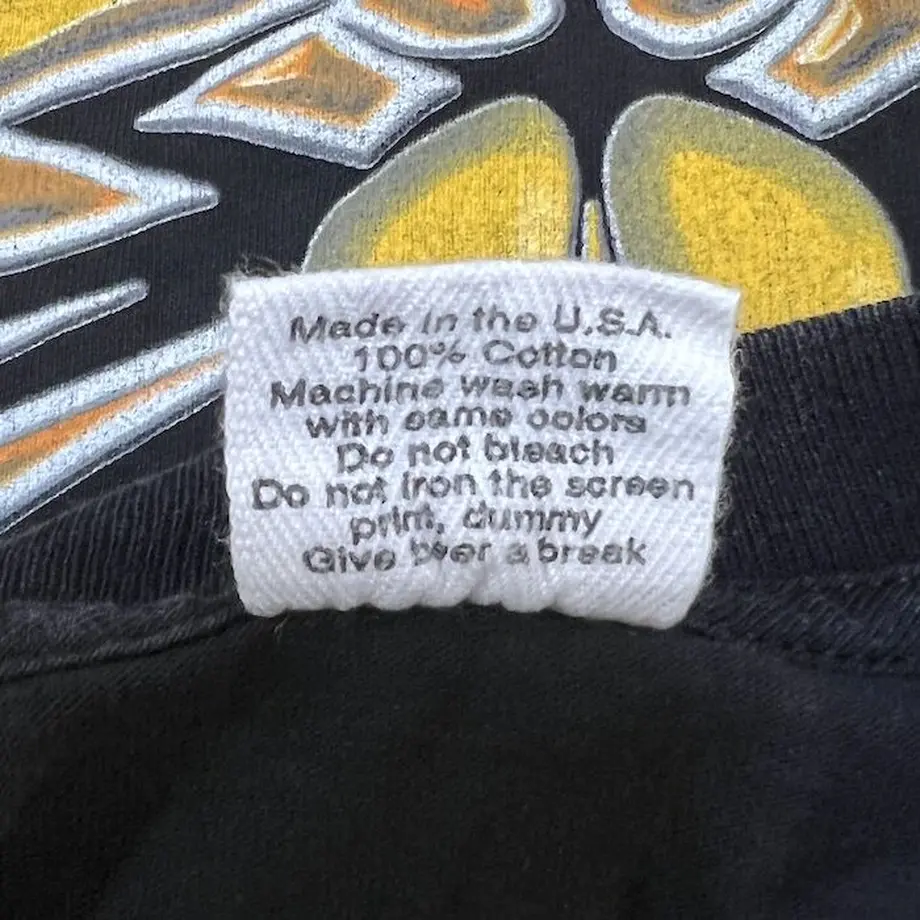 Made in the U.S.A.
100% Cotton
Machine wash warm
with same colors
Do not bleach
Do not iron the screen
print, dummy
Give beer a break